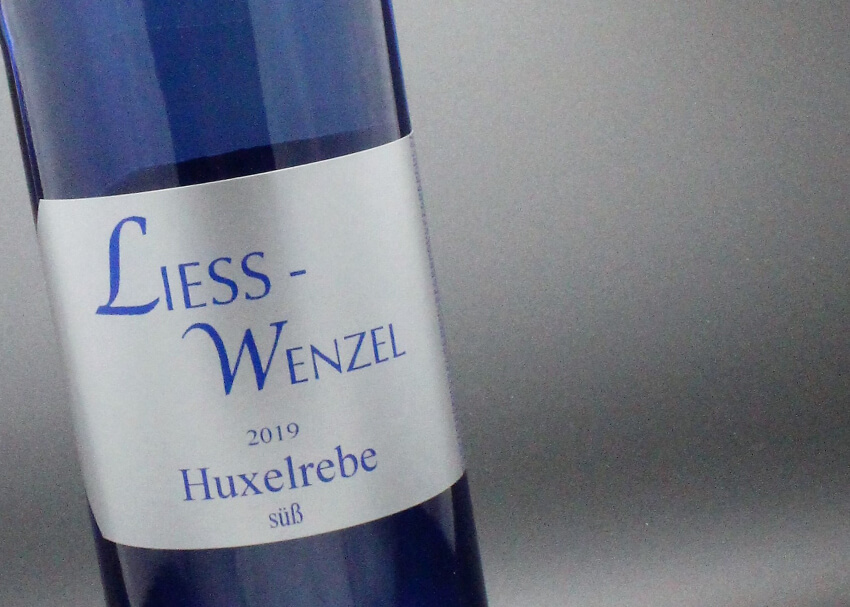 LIESS -
WENZEL
2019
Huxelrebe
süß